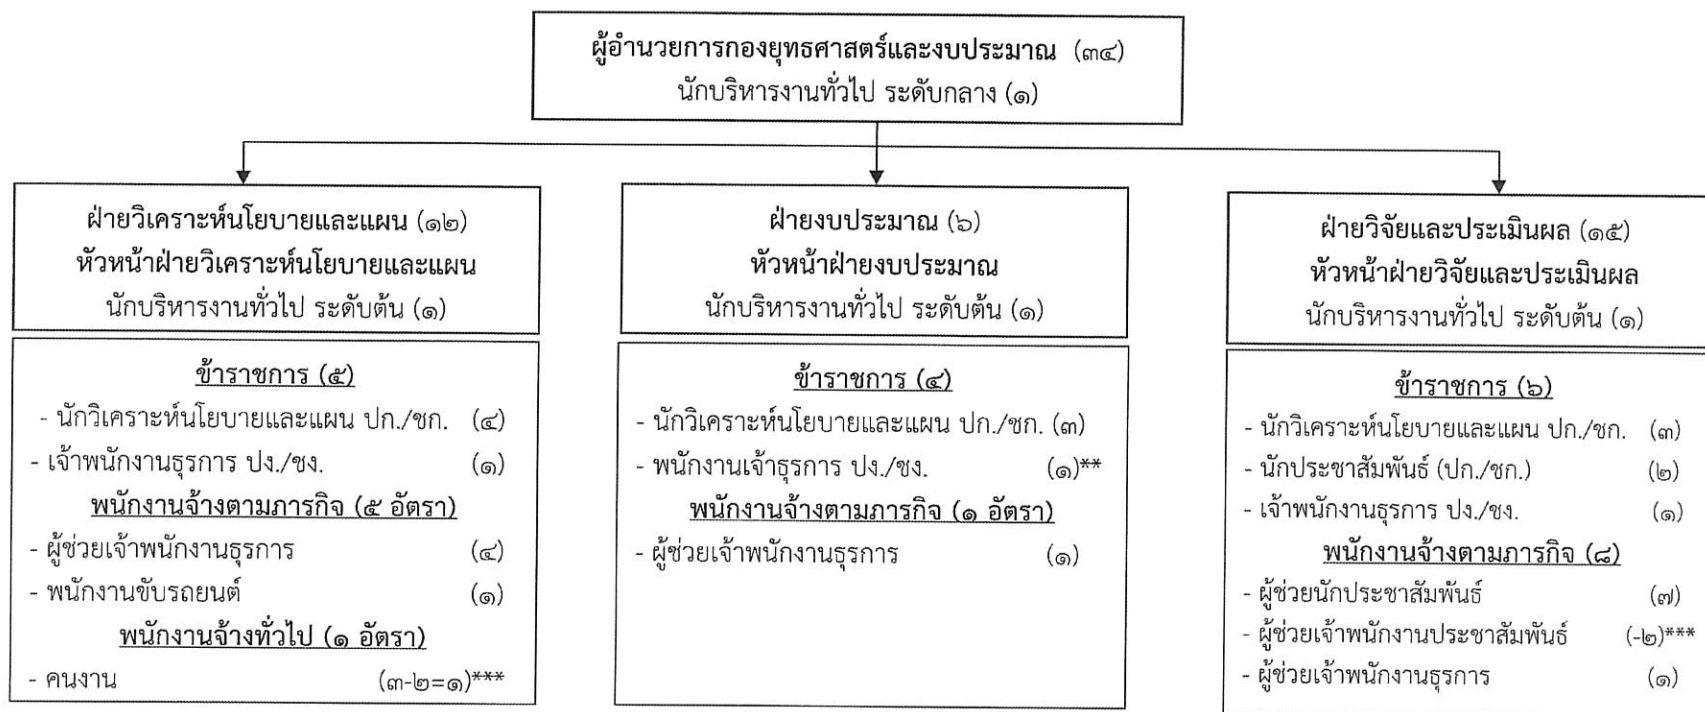 ผู้อำนวยการกองยุทธศาสตร์และงบประมาณ (๓๔)
นักบริหารงานทั่วไป ระดับกลาง (๑)
ฝ่ายวิเคราะห์นโยบายและแผน (๑๒)
หัวหน้าฝ่ายวิเคราะห์นโยบายและแผน
นักบริหารงานทั่วไป ระดับต้น (๑)
ข้าราชการ (๕)
- นักวิเคราะห์นโยบายและแผน ปก./ชก. (๔)
- เจ้าพนักงานธุรการ ปง./ชง. (๑)
พนักงานจ้างตามภารกิจ (๕ อัตรา)
- ผู้ช่วยเจ้าพนักงานธุรการ (๔)
- พนักงานขับรถยนต์ (๑)
พนักงานจ้างทั่วไป (๑ อัตรา)
- คนงาน (๓-๒=๑)***
ฝ่ายงบประมาณ (๖)
หัวหน้าฝ่ายงบประมาณ
นักบริหารงานทั่วไป ระดับต้น (๑)
ข้าราชการ (๔)
- นักวิเคราะห์นโยบายและแผน ปก./ชก. (๓)
- พนักงานเจ้าธุรการ ปง./ชง. (๑)**
พนักงานจ้างตามภารกิจ (๑ อัตรา)
- ผู้ช่วยเจ้าพนักงานธุรการ (๑)
ฝ่ายวิจัยและประเมินผล (๑๕)
หัวหน้าฝ่ายวิจัยและประเมินผล
นักบริหารงานทั่วไป ระดับต้น (๑)
ข้าราชการ (๖)
- นักวิเคราะห์นโยบายและแผน ปก./ชก. (๓)
- นักประชาสัมพันธ์ (ปก./ชก.) (๒)
- เจ้าพนักงานธุรการ ปง./ชง. (๑)
พนักงานจ้างตามภารกิจ (๘)
- ผู้ช่วยนักประชาสัมพันธ์ (๗)
- ผู้ช่วยเจ้าพนักงานประชาสัมพันธ์ (-๒)***
- ผู้ช่วยเจ้าพนักงานธุรการ (๑)